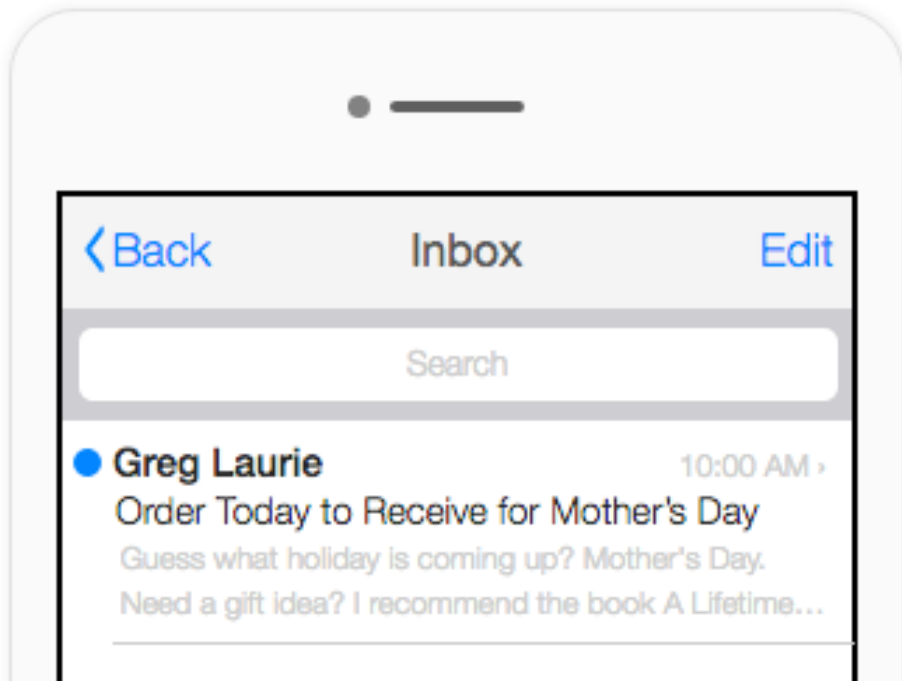 Back Inbox Edit
Search
Greg Laurie 10:00 AM ›
Order Today to Receive for Mother's Day
Guess what holiday is coming up? Mother's Day.
Need a gift idea? I recommend the book A Lifetime...